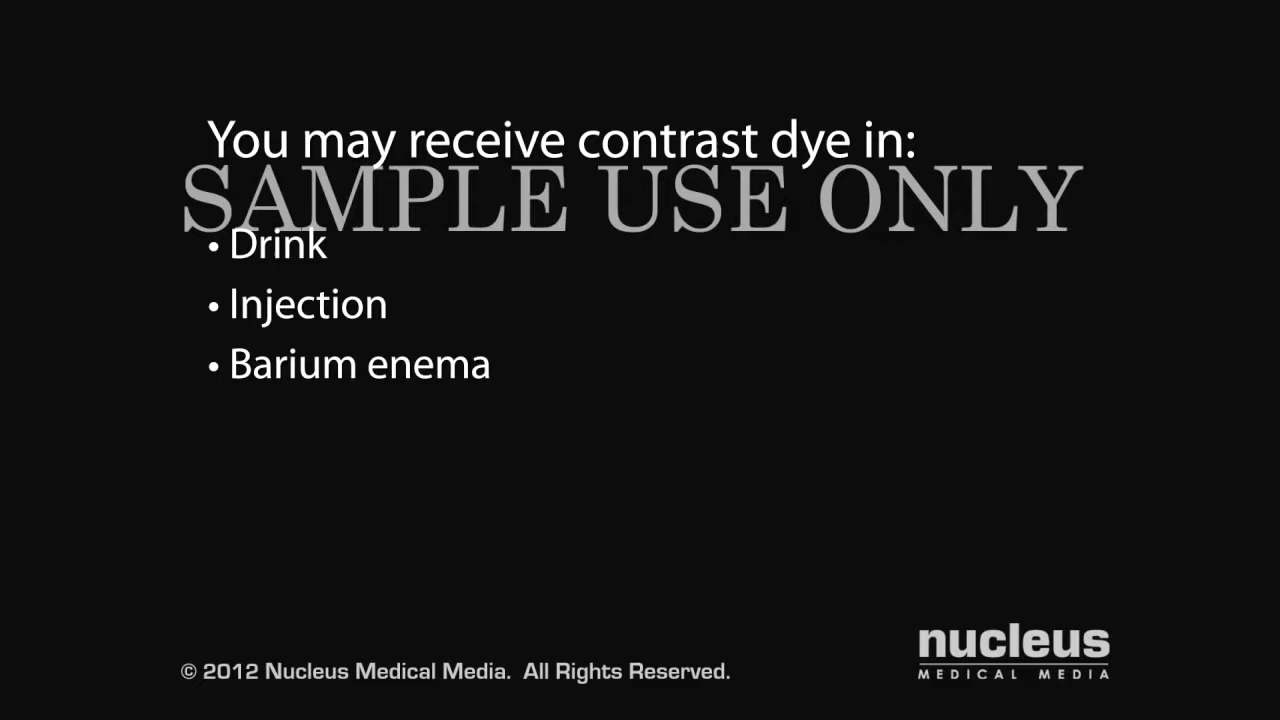 You may receive contrast dye in:
SAMPLE USE ONLY
• Drink
• Injection
• Barium enema
nucleus
MEDICAL MEDIA
© 2012 Nucleus Medical Media. All Rights Reserved.